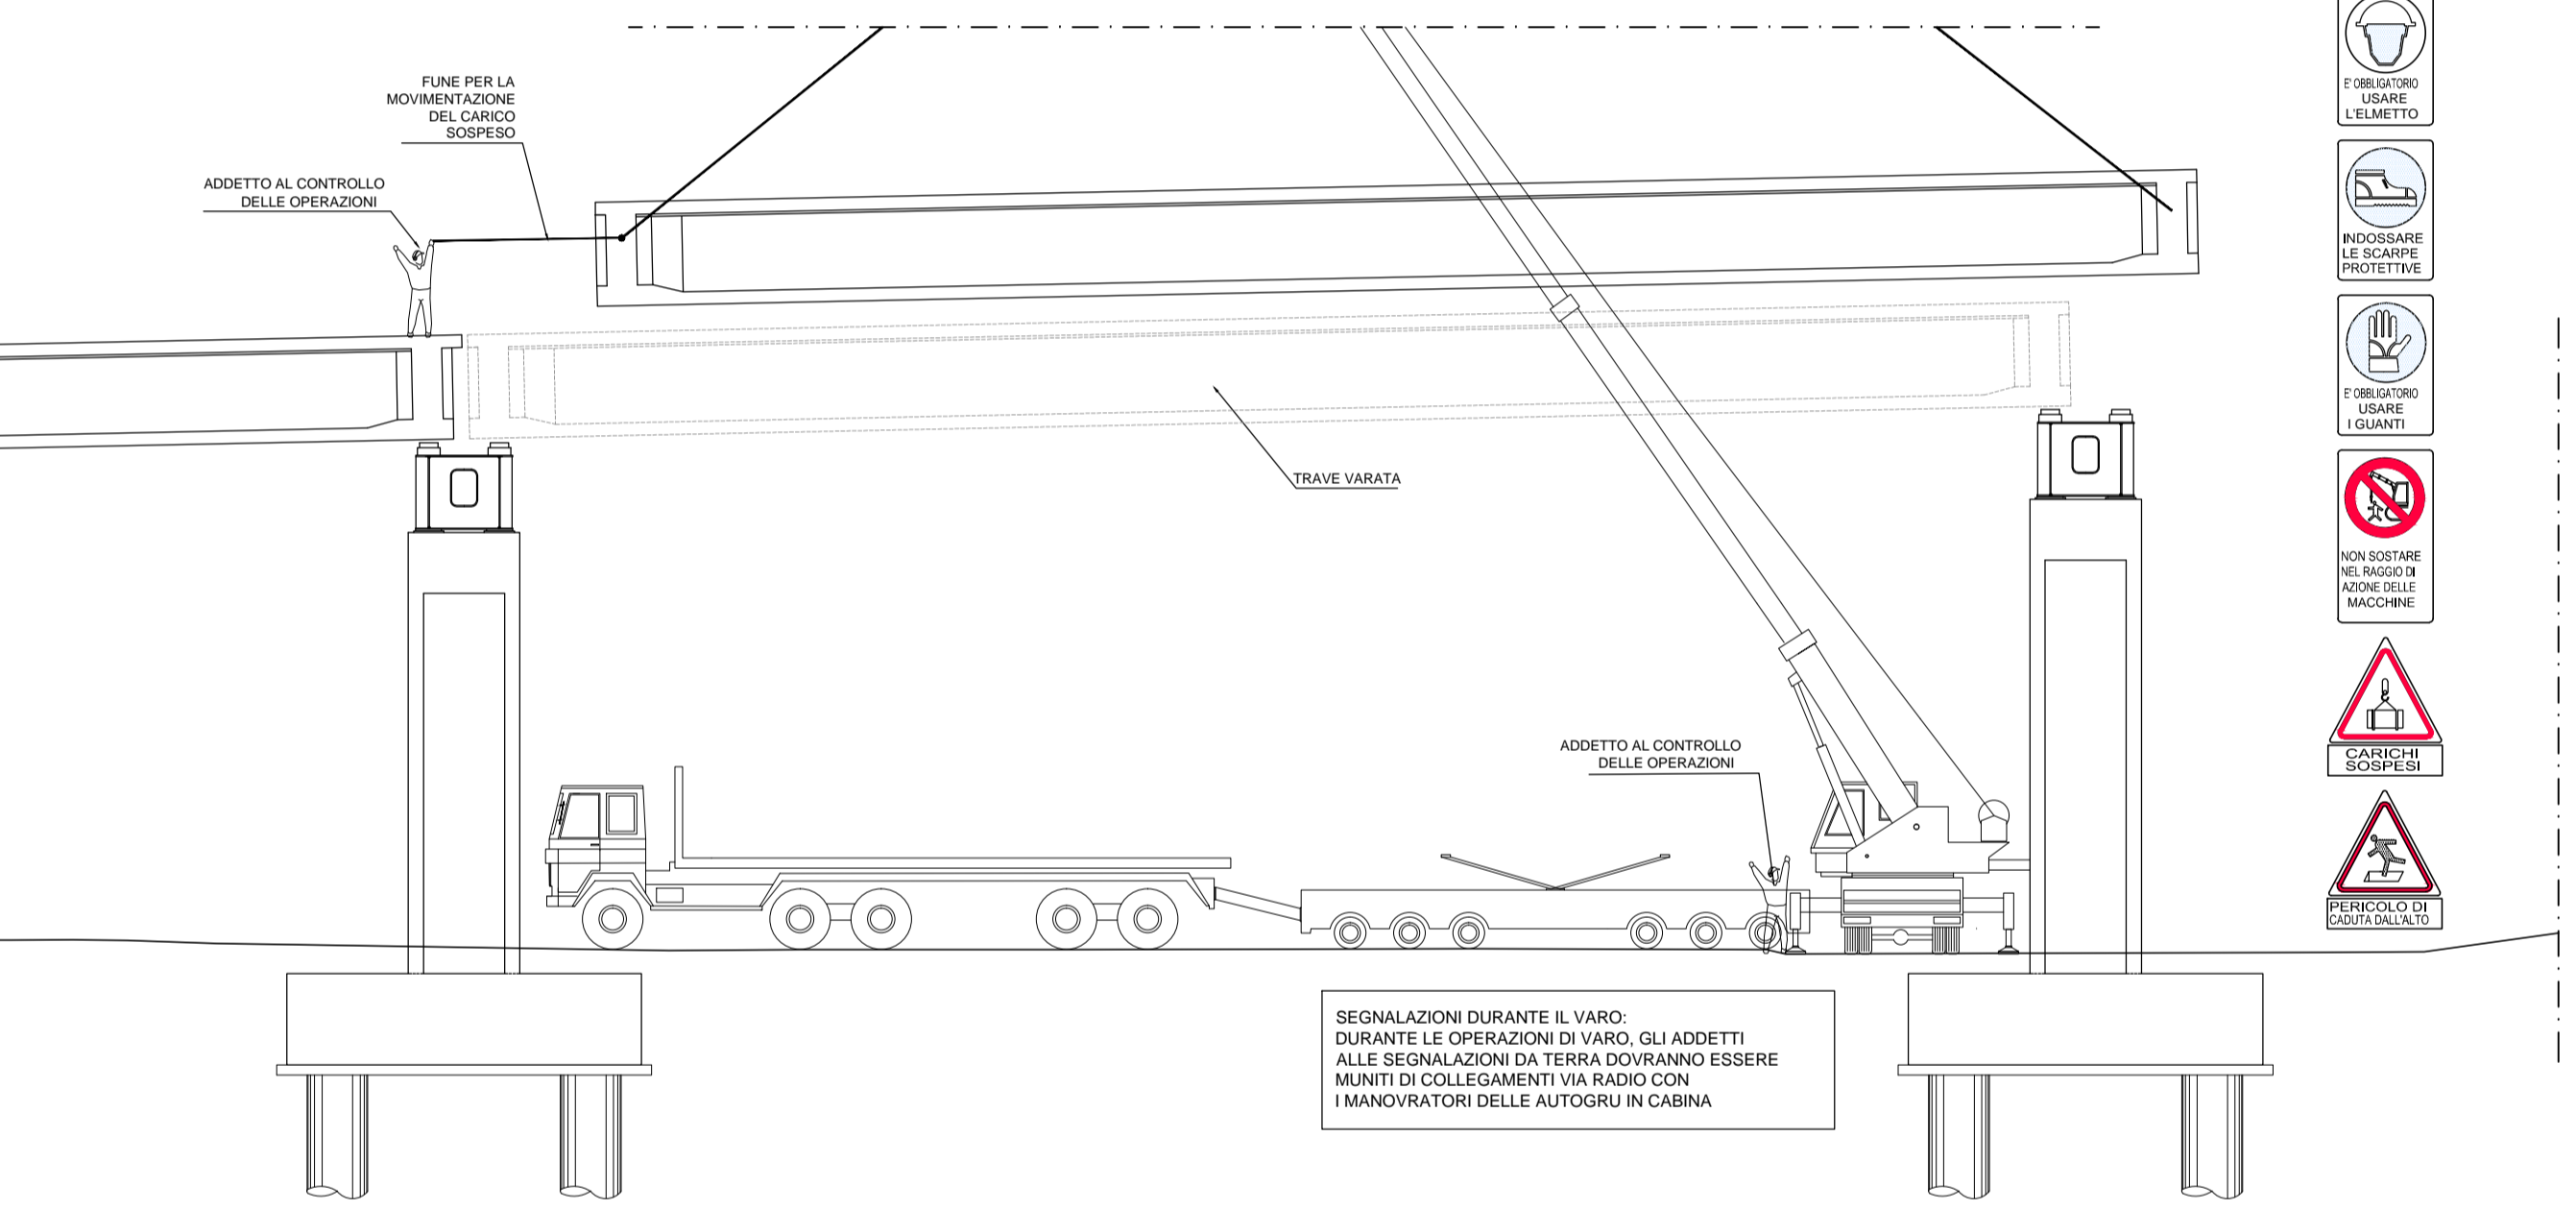 FUNE PER LA
MOVIMENTAZIONE
DEL CARICO
SOSPESO
ADDETTO AL CONTROLLO
DELLE OPERAZIONI
TRAVE VARATA
ADDETTO AL CONTROLLO
DELLE OPERAZIONI
SEGNALAZIONI DURANTE IL VARO:
DURANTE LE OPERAZIONI DI VARO, GLI ADDETTI
ALLE SEGNALAZIONI DA TERRA DOVRANNO ESSERE
MUNITI DI COLLEGAMENTI VIA RADIO CON
I MANOVRATORI DELLE AUTOGRU IN CABINA
E' OBBLIGATORIO
USARE
L'ELMETTO
INDOSSARE
LE SCARPE
PROTETTIVE
E' OBBLIGATORIO
USARE
I GUANTI
NON SOSTARE
NEL RAGGIO DI
AZIONE DELLE
MACCHINE
CARICHI
SOSPESI
PERICOLO DI
CADUTA DALL'ALTO